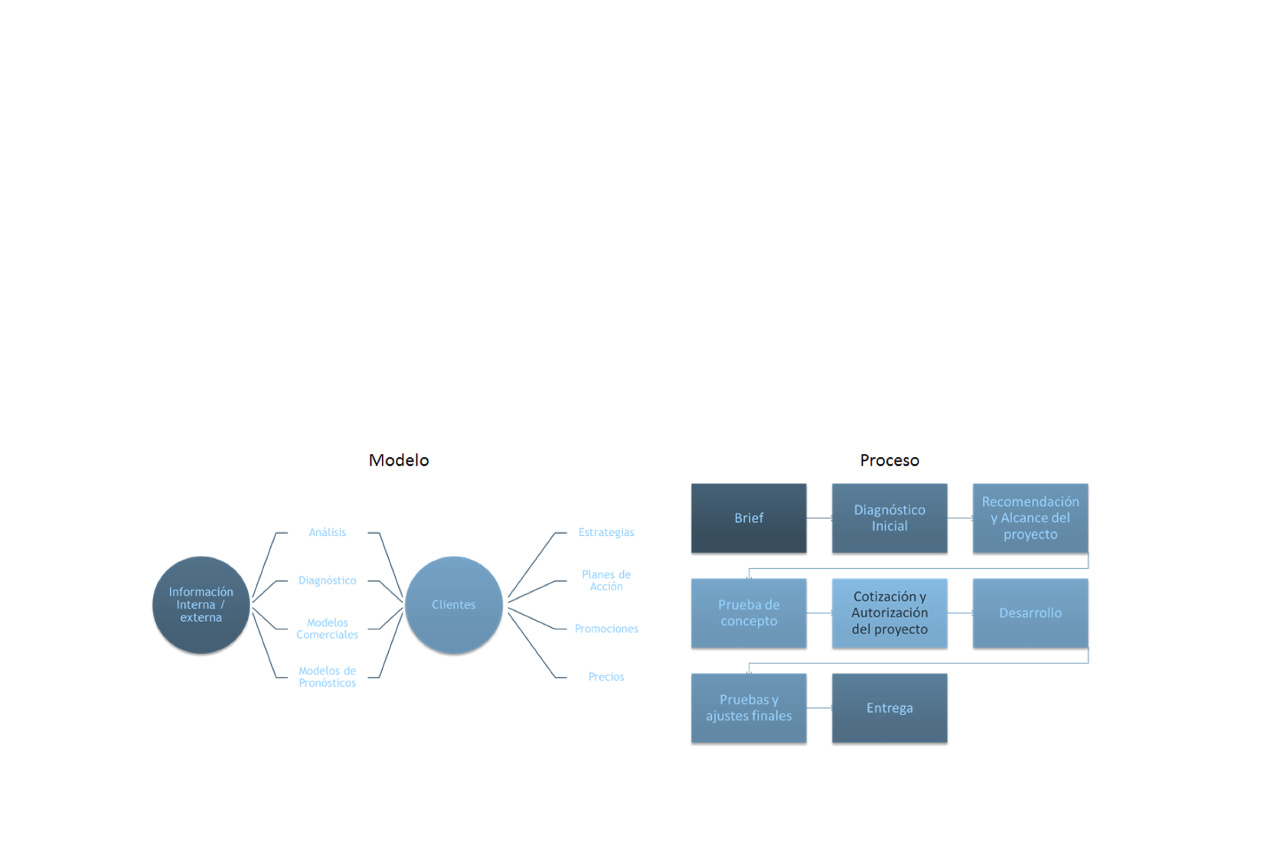 Modelo
Información
Interna /
externa
Análisis
Diagnóstico
Modelos
Comerciales
Modelos de
Pronósticos
Clientes
Estrategias
Planes de
Acción
Promociones
Precios
Proceso
Brief
Diagnóstico
Inicial
Recomendación
y Alcance del
proyecto
Prueba de
concepto
Cotización y
Autorización
del proyecto
Desarrollo
Pruebas y
ajustes finales
Entrega